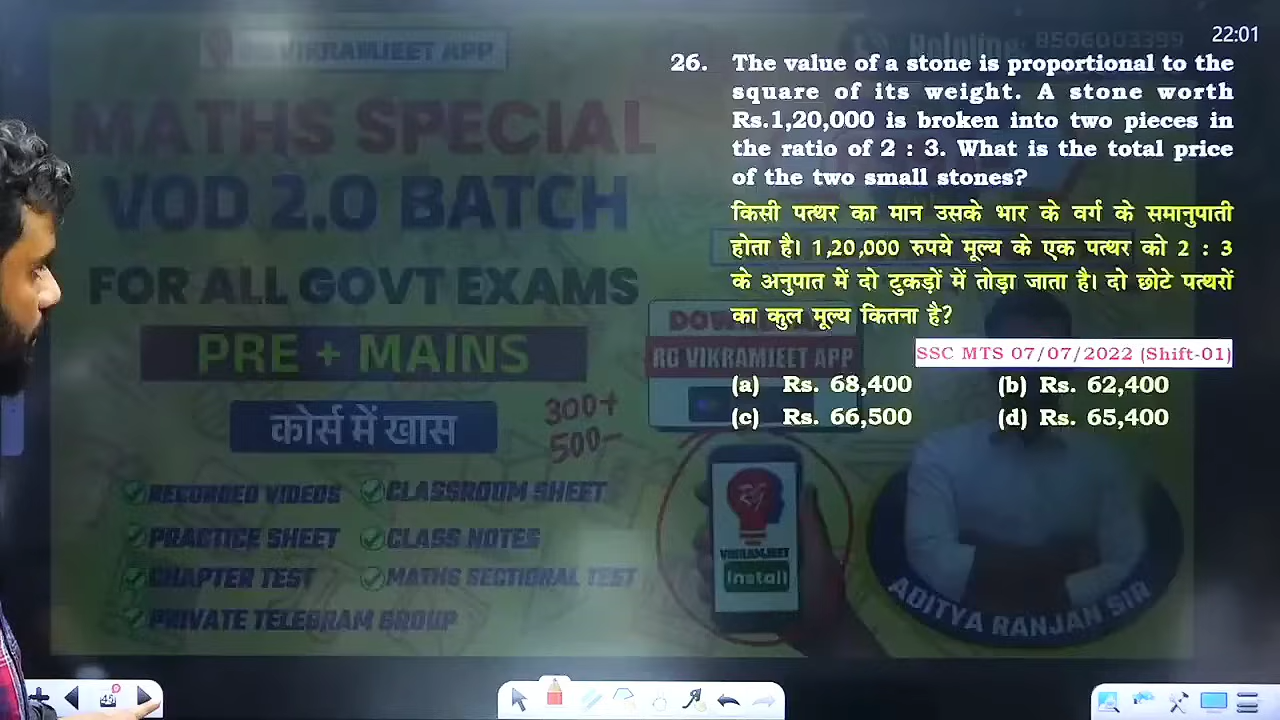 22:01
VIKRAMJEET APP
Helpline: 8506003399
MATHS SPECIAL
VOD 2.0 BATCH
FOR ALL GOVT EXAMS
PRE + MAINS
कोर्स में खास
300+
500-
RECORDED VIDEOS
CLASSROOM SHEET
PRACTICE SHEET
CLASS NOTES
CHAPTER TEST
MATHS SECTIONAL TEST
PRIVATE TELEGRAM GROUP
26. The value of a stone is proportional to the
square of its weight. A stone worth
Rs.1,20,000 is broken into two pieces in
the ratio of 2 : 3. What is the total price
of the two small stones?
किसी पत्थर का मान उसके भार के वर्ग के समानुपाती
होता है। 1,20,000 रुपये मूल्य के एक पत्थर को 2 : 3
के अनुपात में दो टुकड़ों में तोड़ा जाता है। दो छोटे पत्थरों
का कुल मूल्य कितना है?
SSC MTS 07/07/2022 (Shift-01)
(a) Rs. 68,400 (b) Rs. 62,400
(c) Rs. 66,500 (d) Rs. 65,400
RG VIKRAMJEET APP
VIKRAMJEET
Install
ADITYA RANJAN SIR